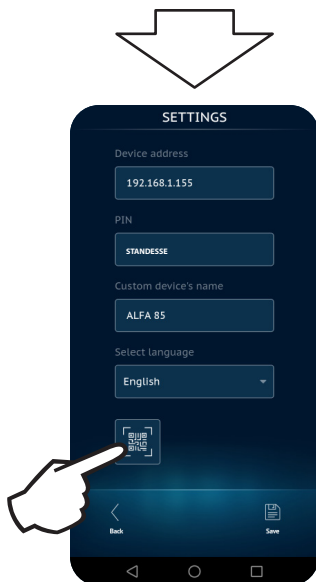 SETTINGS
Device address
192.168.1.155
PIN
STANDESSE
Custom device's name
ALFA 85
Select language
English
Back
Save